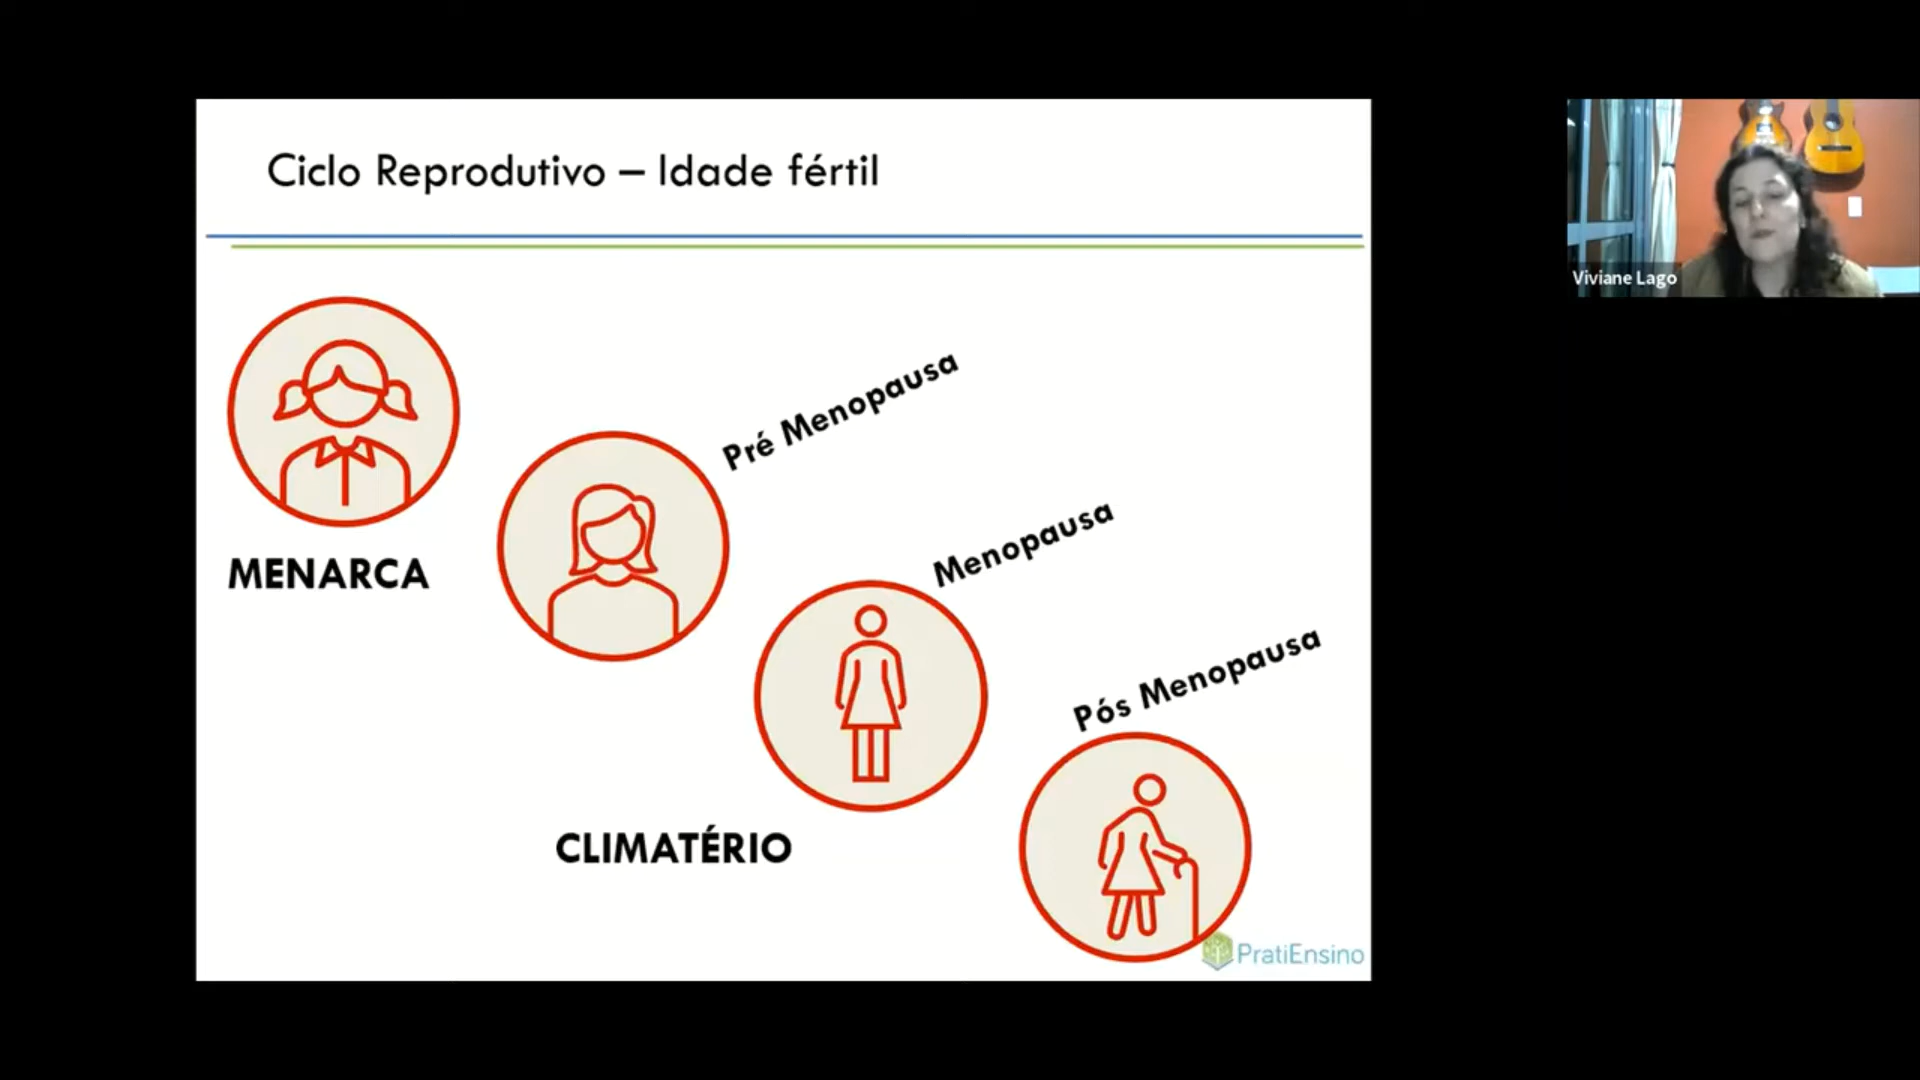 Ciclo Reprodutivo – Idade fértil
Viviane Lago
Pré Menopausa
Menopausa
MENARCA
Pós Menopausa
CLIMATÉRIO
PratiEnsino